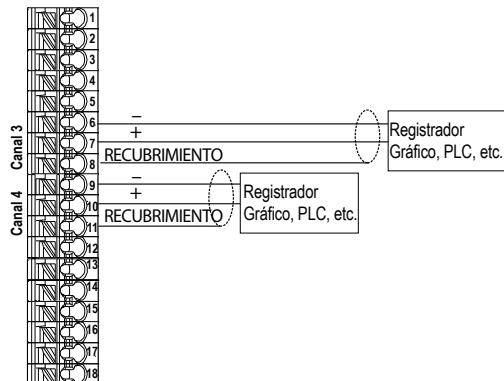 1
2
3
4
5
6
7
8
9
10
11
12
13
14
15
16
17
18
Canal 3
Canal 4
−
+
RECUBRIMIENTO
Registrador
Gráfico, PLC, etc.
−
+
RECUBRIMIENTO
Registrador
Gráfico, PLC, etc.